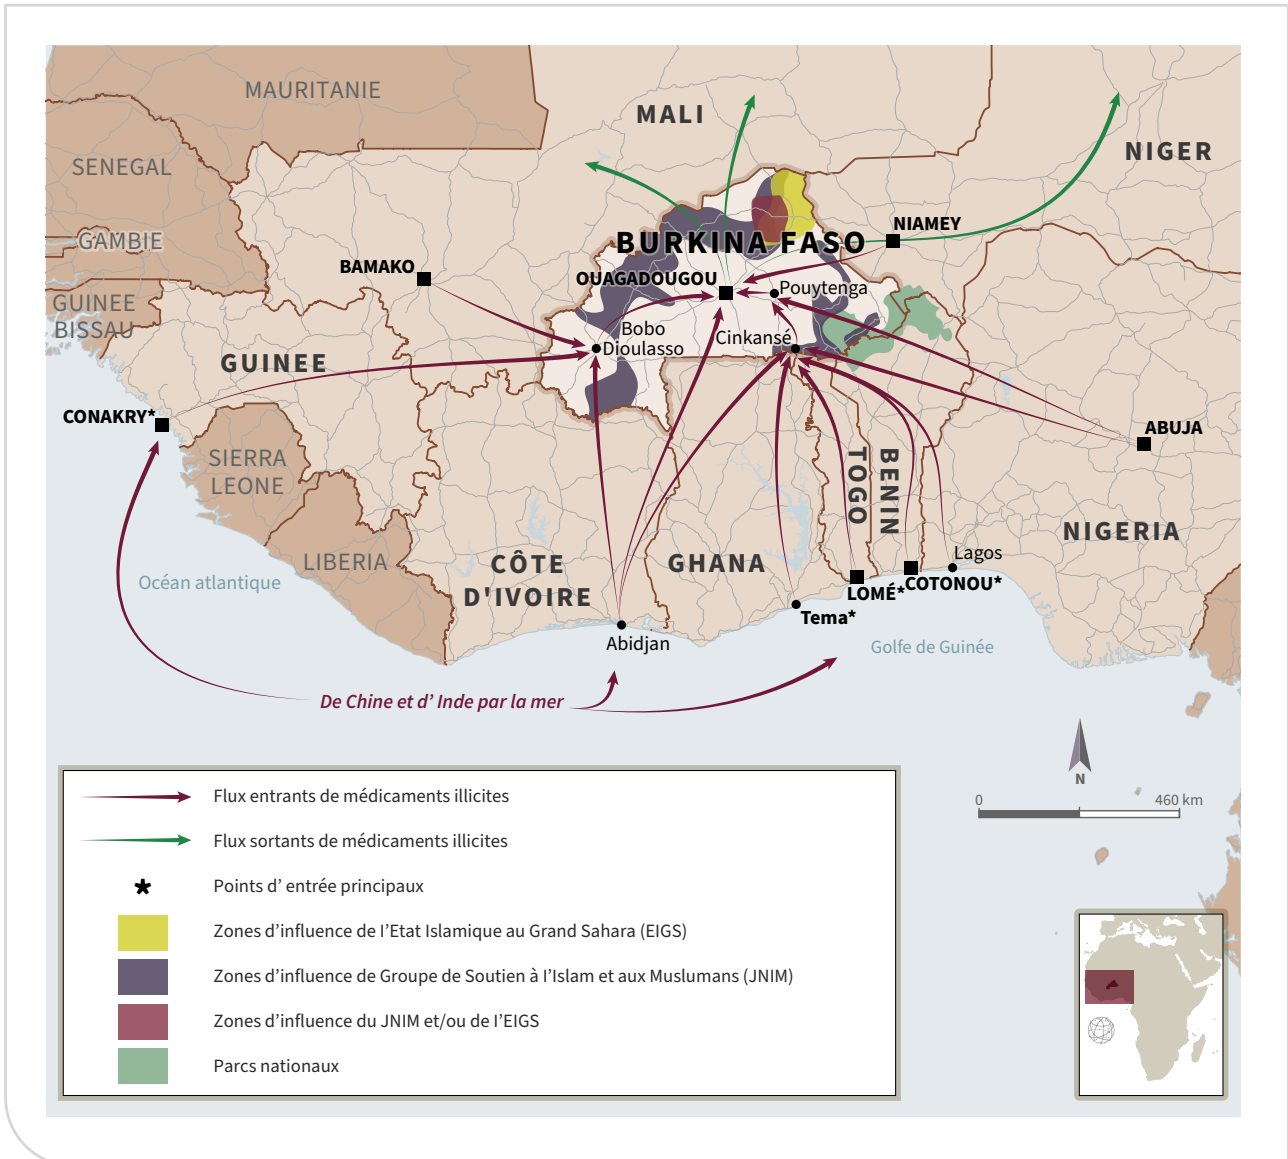 MAURITANIE
MALI
NIGER
SENEGAL
GAMBIE
NIAMEY
BURKINA FASO
BAMAKO
OUAGADOUGOU
Pouytenga
GUINEE
BISSAU
Bobo
Dioulasso
Cinkansé
GUINEE
CONAKRY*
ABUJA
SIERRA
LEONE
TOGO
BENIN
NIGERIA
LIBERIA
CÔTE
D'IVOIRE
GHANA
Lagos
Océan atlantique
LOMÉ*
COTONOU*
Tema*
Abidjan
Golfe de Guinée
De Chine et d' Inde par la mer
N
0
460 km
Flux entrants de médicaments illicites
Flux sortants de médicaments illicites
* Points d' entrée principaux
Zones d'influence de l'Etat Islamique au Grand Sahara (EIGS)
Zones d'influence de Groupe de Soutien à l'Islam et aux Muslumans (JNIM)
Zones d'influence du JNIM et/ou de l'EIGS
Parcs nationaux